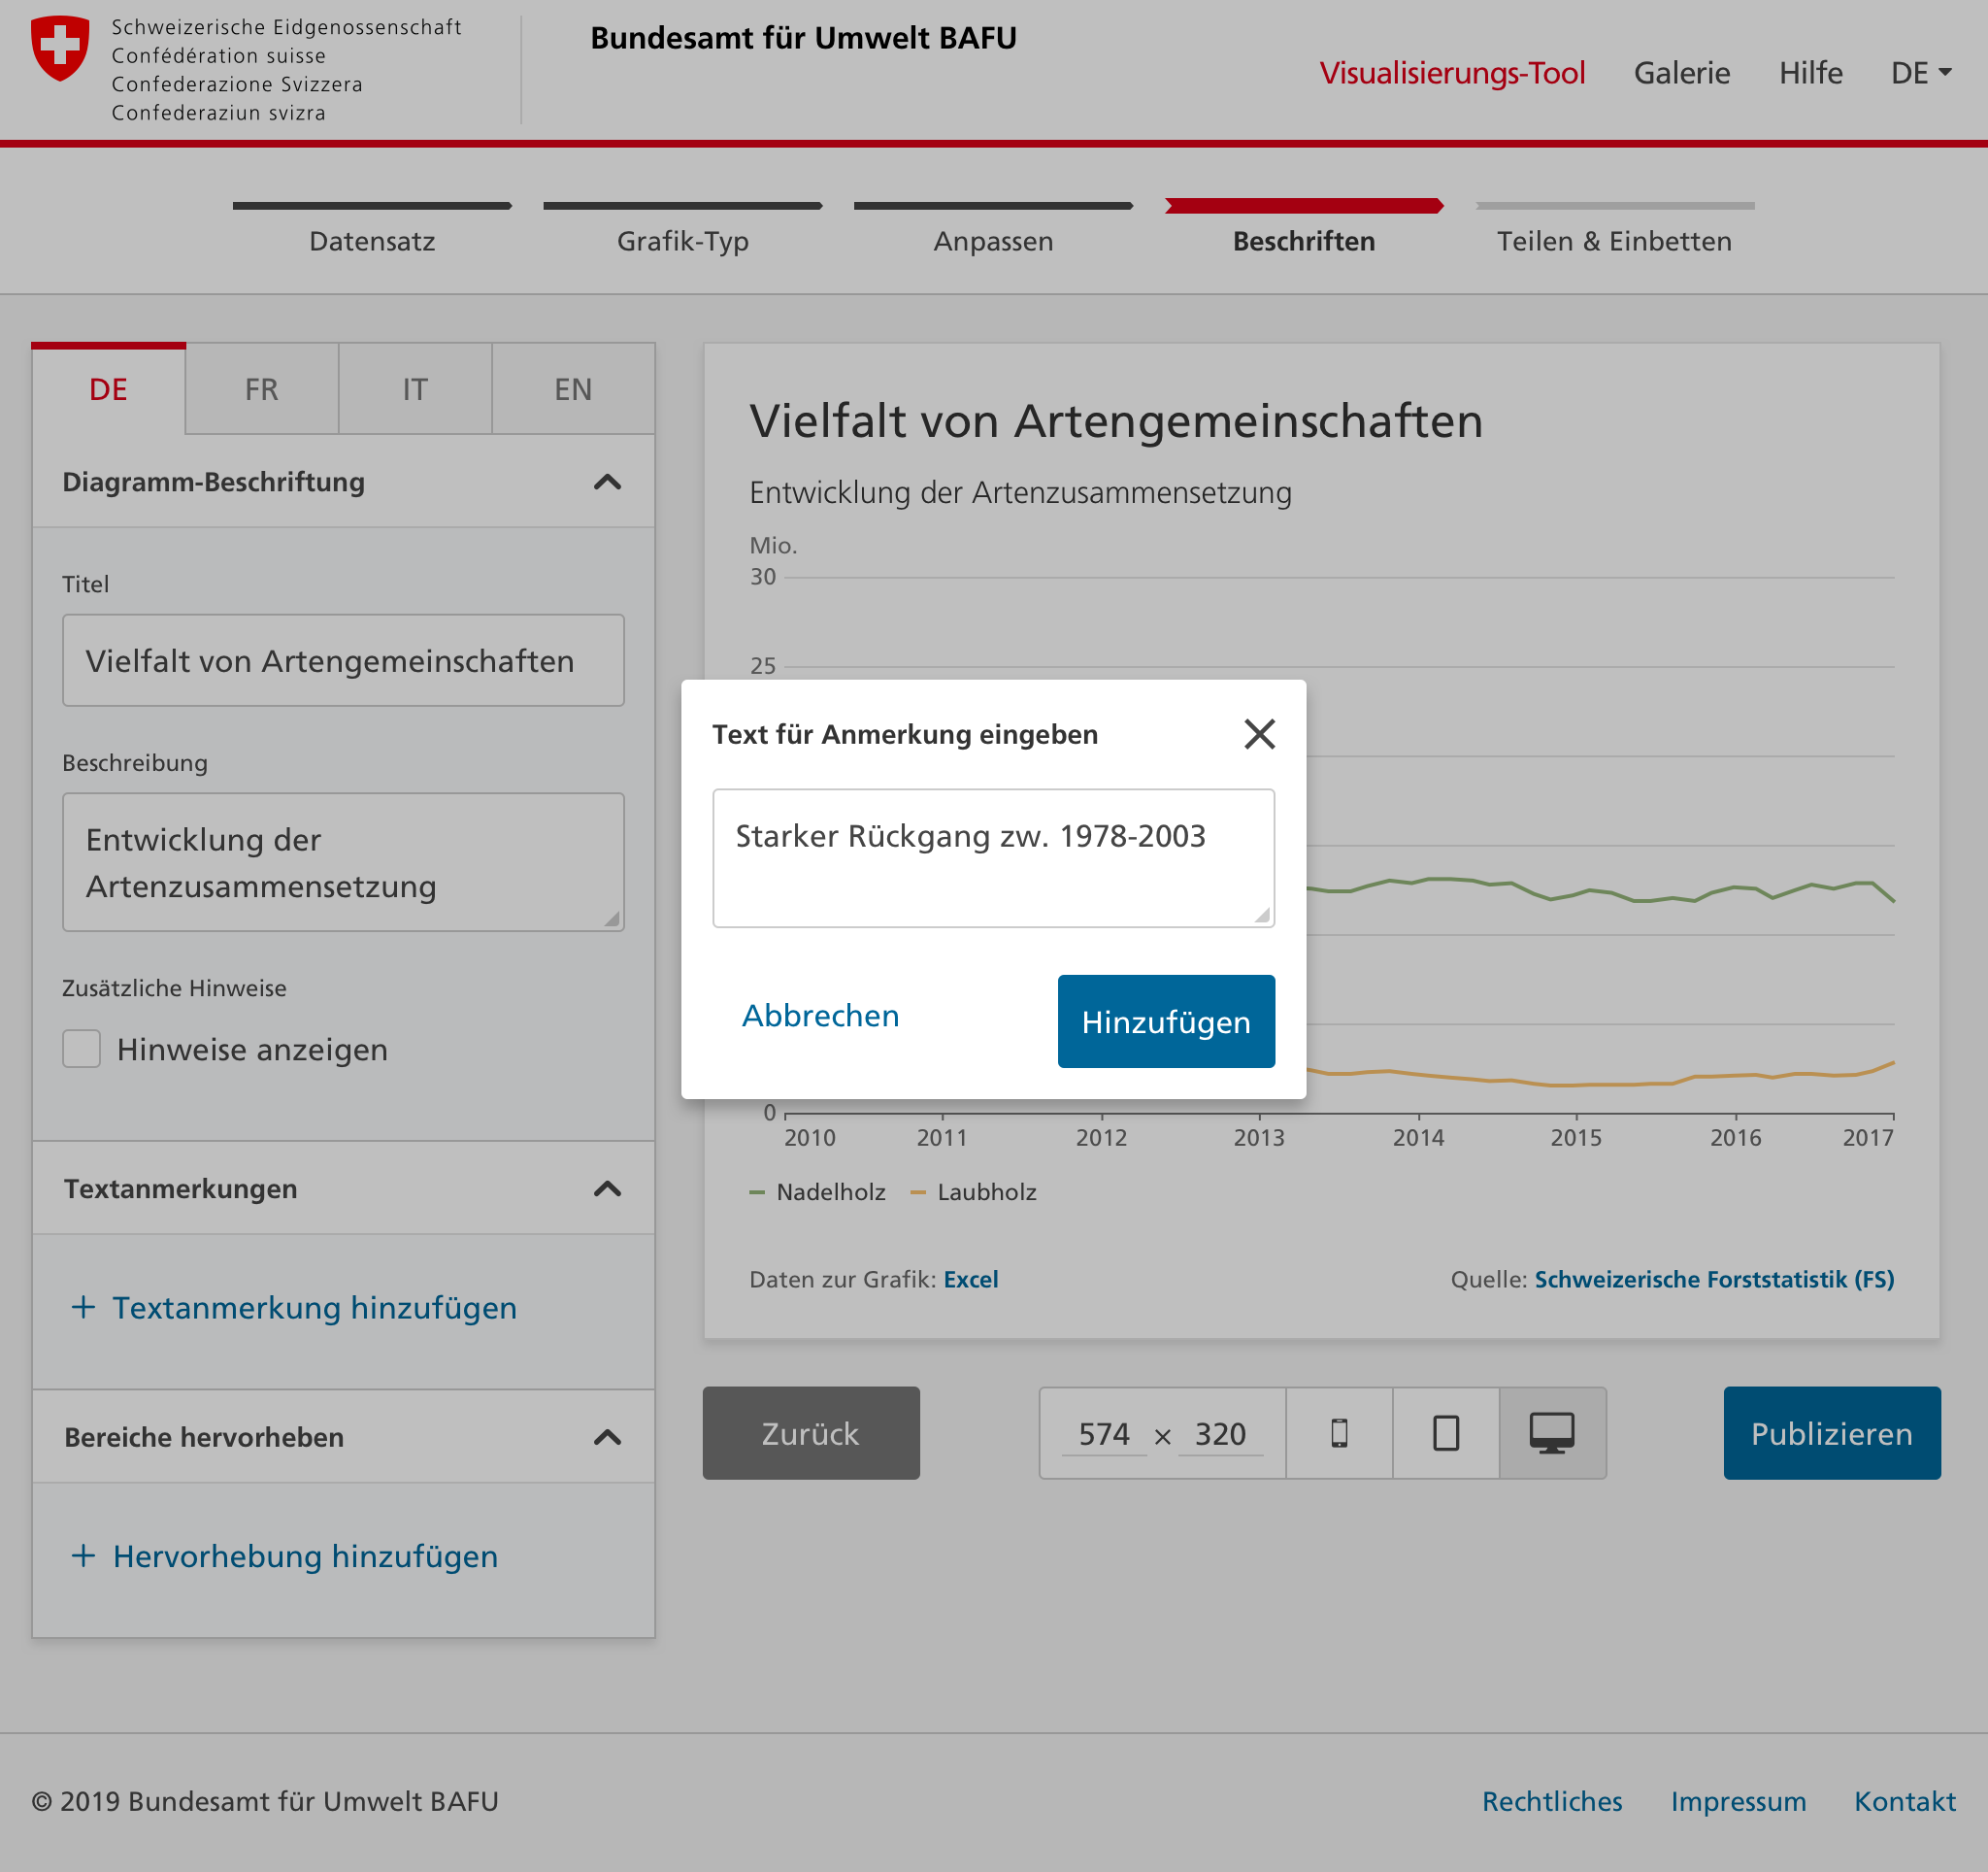 Schweizerische Eidgenossenschaft
Confédération suisse
Confederazione Svizzera
Confederaziun svizra
Bundesamt für Umwelt BAFU
Visualisierungs-Tool
Galerie
Hilfe
DE
Datensatz
Grafik-Typ
Anpassen
Beschriften
Teilen & Einbetten
DE
FR
IT
EN
Diagramm-Beschriftung
Titel
Vielfalt von Artengemeinschaften
Beschreibung
Entwicklung der
Artenzusammensetzung
Zusätzliche Hinweise
Hinweise anzeigen
Textanmerkungen
+ Textanmerkung hinzufügen
Bereiche hervorheben
+ Hervorhebung hinzufügen
Vielfalt von Artengemeinschaften
Entwicklung der Artenzusammensetzung
Mio.
30
25
Text für Anmerkung eingeben
Starker Rückgang zw. 1978-2003
Abbrechen
Hinzufügen
0
2010 2011 2012 2013 2014 2015 2016 2017
Nadelholz Laubholz
Daten zur Grafik: Excel
Quelle: Schweizerische Forststatistik (FS)
Zurück
574 × 320
Publizieren
© 2019 Bundesamt für Umwelt BAFU
Rechtliches
Impressum
Kontakt